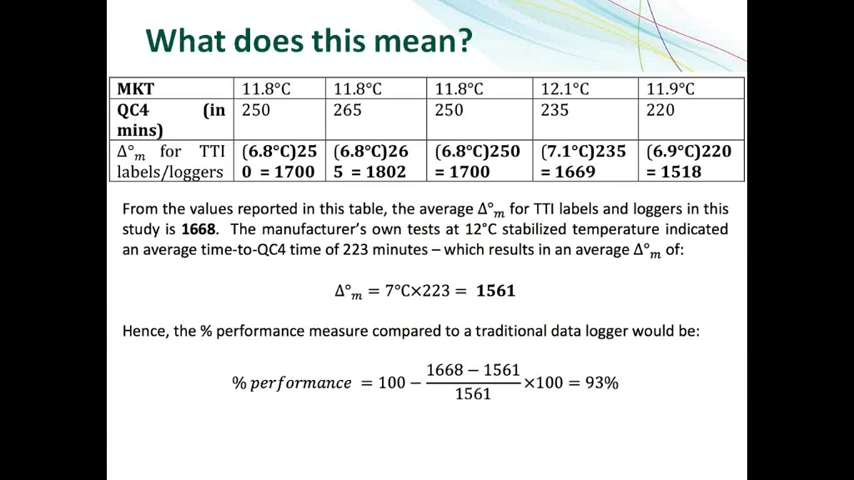 What does this mean?
MKT 11.8°C 11.8°C 11.8°C 12.1°C 11.9°C
QC4 (in mins) 250 265 250 235 220
Δ°m for TTI labels/loggers (6.8°C)250 = 1700 (6.8°C)265 = 1802 (6.8°C)250 = 1700 (7.1°C)235 = 1669 (6.9°C)220 = 1518
From the values reported in this table, the average Δ°m for TTI labels and loggers in this
study is 1668. The manufacturer's own tests at 12°C stabilized temperature indicated
an average time-to-QC4 time of 223 minutes – which results in an average Δ°m of:
Δ°m = 7°C×223 = 1561
Hence, the % performance measure compared to a traditional data logger would be:
% performance = 100 − (1668 − 1561)/1561 ×100 = 93%